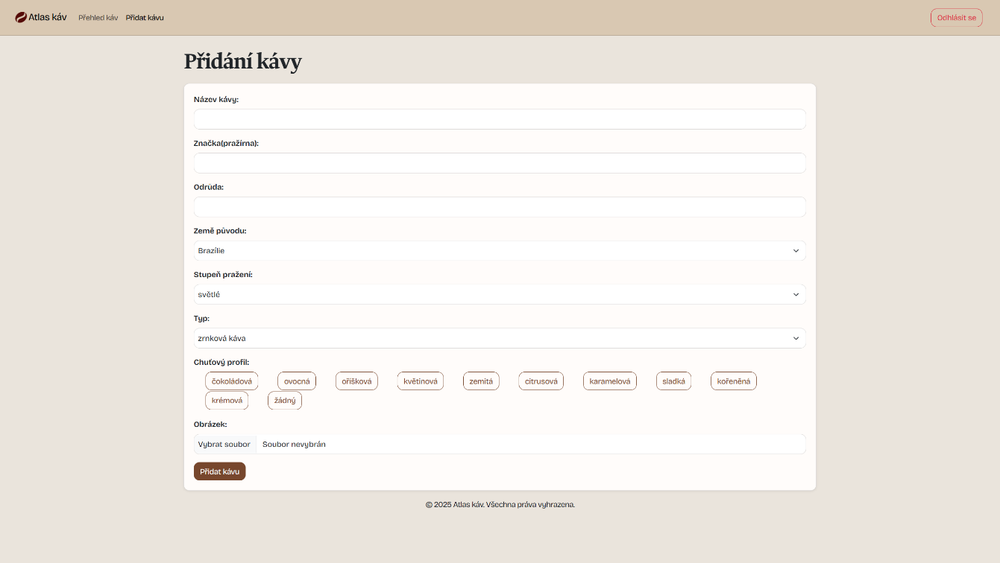 Atlas káv Přehled káv Přidat kávu Odhlásit se
Přidání kávy
Název kávy:
Značka(pražírna):
Odrůda:
Země původu:
Brazílie
Stupeň pražení:
světlé
Typ:
zrnková káva
Chuťový profil:
čokoládová ovocná oříšková květinová zemitá citrusová karamelová sladká kořeněná
krémová žádný
Obrázek:
Vybrat soubor Soubor nevybrán
Přidat kávu
© 2025 Atlas káv. Všechna práva vyhrazena.